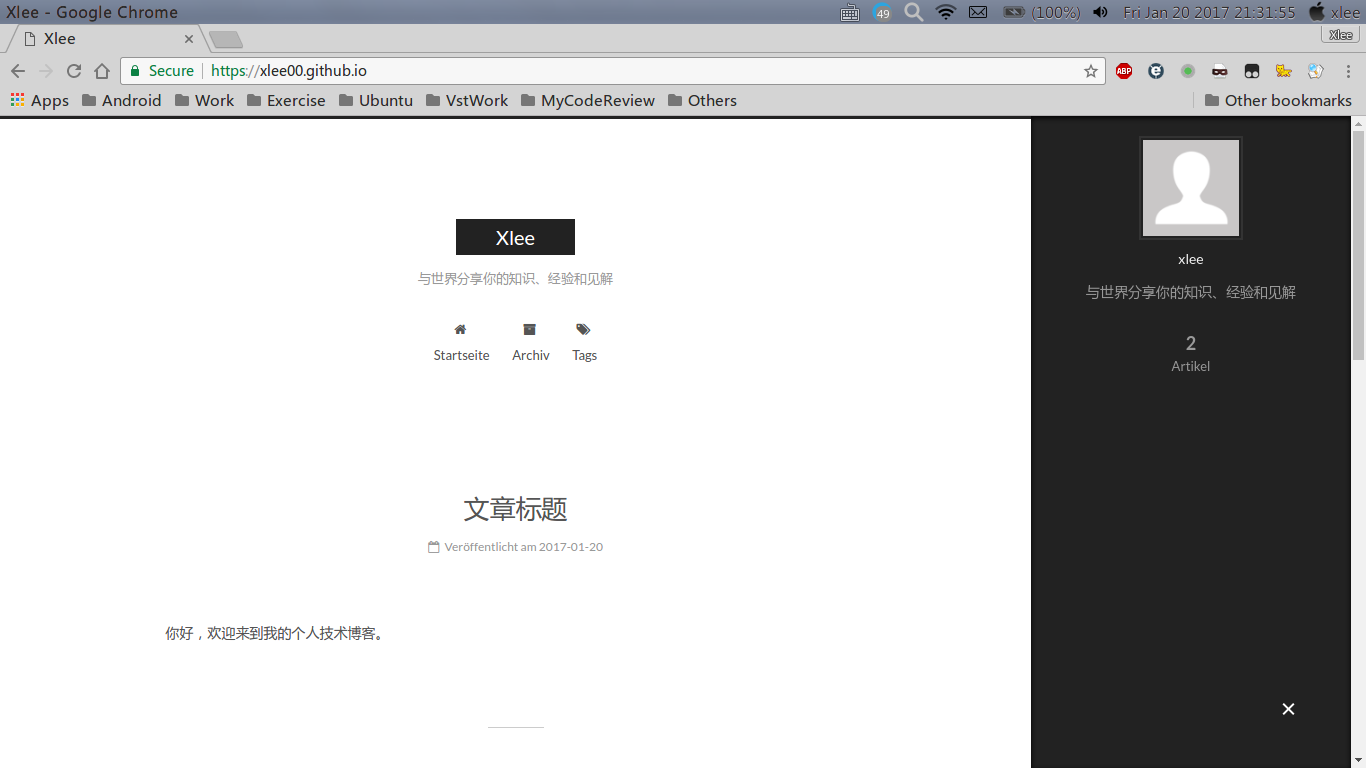 Xlee - Google Chrome
49
(100%)
Fri Jan 20 2017 21:31:55
xlee
Xlee
Xlee
Secure
https://xlee00.github.io
ABP
Apps
Android
Work
Exercise
Ubuntu
VstWork
MyCodeReview
Others
Other bookmarks
Xlee
与世界分享你的知识、经验和见解
Startseite
Archiv
Tags
文章标题
Veröffentlicht am 2017-01-20
你好，欢迎来到我的个人技术博客。
xlee
与世界分享你的知识、经验和见解
2
Artikel